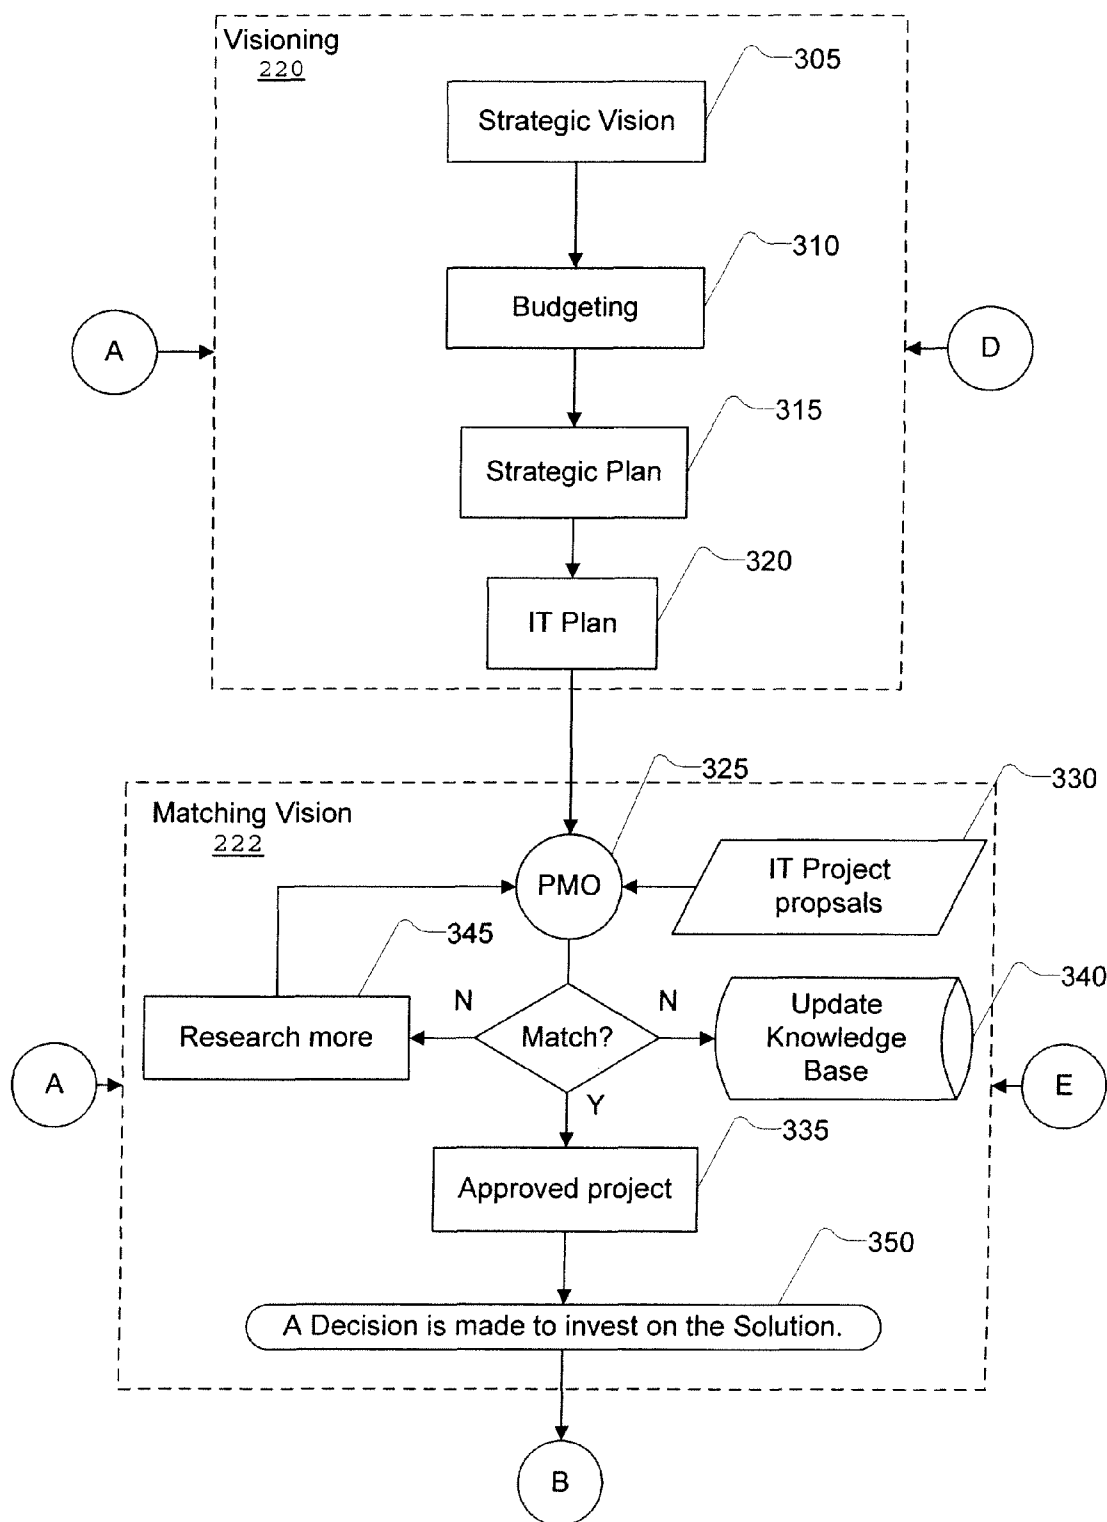 Visioning
220
305
Strategic Vision
310
Budgeting
A
D
315
Strategic Plan
320
IT Plan
325
330
Matching Vision
222
PMO
IT Project
propsals
345
340
N
N
Research more
Match?
Update
Knowledge
Base
A
E
Y
335
Approved project
350
A Decision is made to invest on the Solution.
B